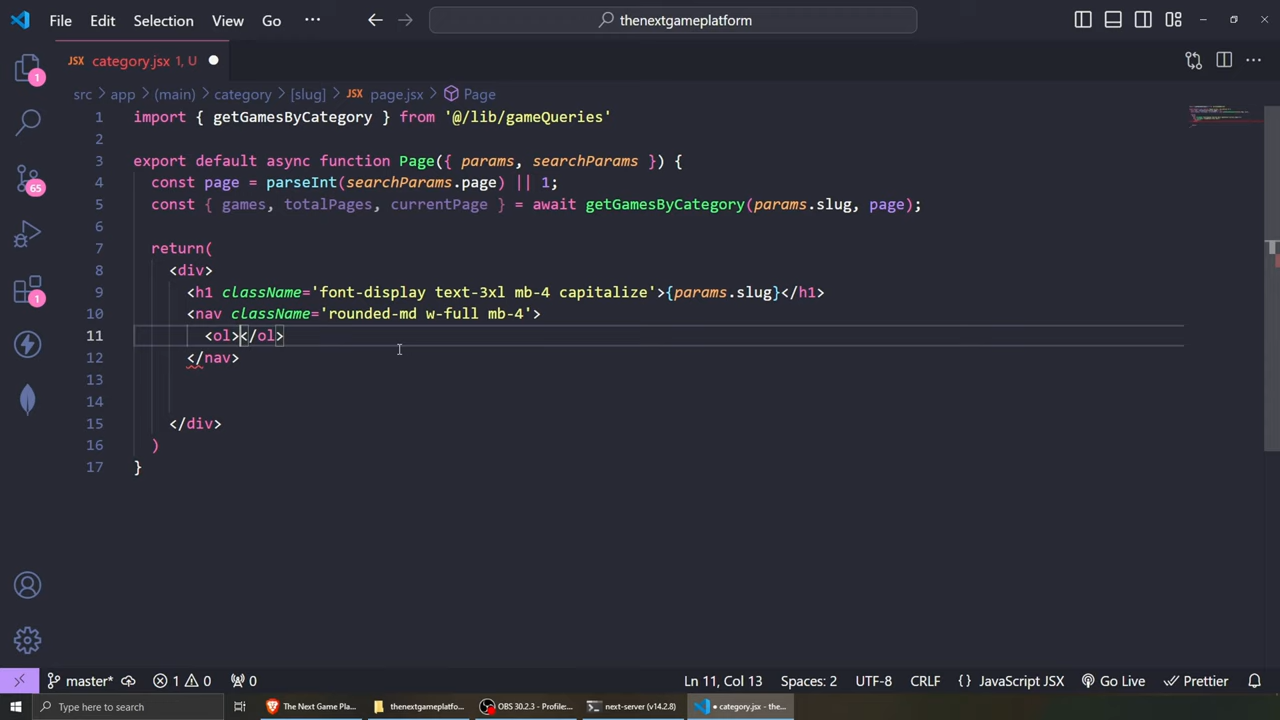 File Edit Selection View Go ··· thenextgameplatform
JSX category.jsx 1, U
src > app > (main) > category > [slug] > JSX page.jsx > Page
1 import { getGamesByCategory } from '@/lib/gameQueries'
2
3 export default async function Page({ params, searchParams }) {
4 const page = parseInt(searchParams.page) || 1;
5 const { games, totalPages, currentPage } = await getGamesByCategory(params.slug, page);
6
7 return(
8 <div>
9 <h1 className='font-display text-3xl mb-4 capitalize'>{params.slug}</h1>
10 <nav className='rounded-md w-full mb-4'>
11 <ol></ol>
12 </nav>
13
14
15 </div>
16 )
17 }
1
65
1
master* 1 0 0 Ln 11, Col 13 Spaces: 2 UTF-8 CRLF {} JavaScript JSX Go Live Prettier
Type here to search The Next Game Pla... thenextgameplatfo... OBS 30.2.3 - Profile:... next-server (v14.2.8) • category.jsx - the...